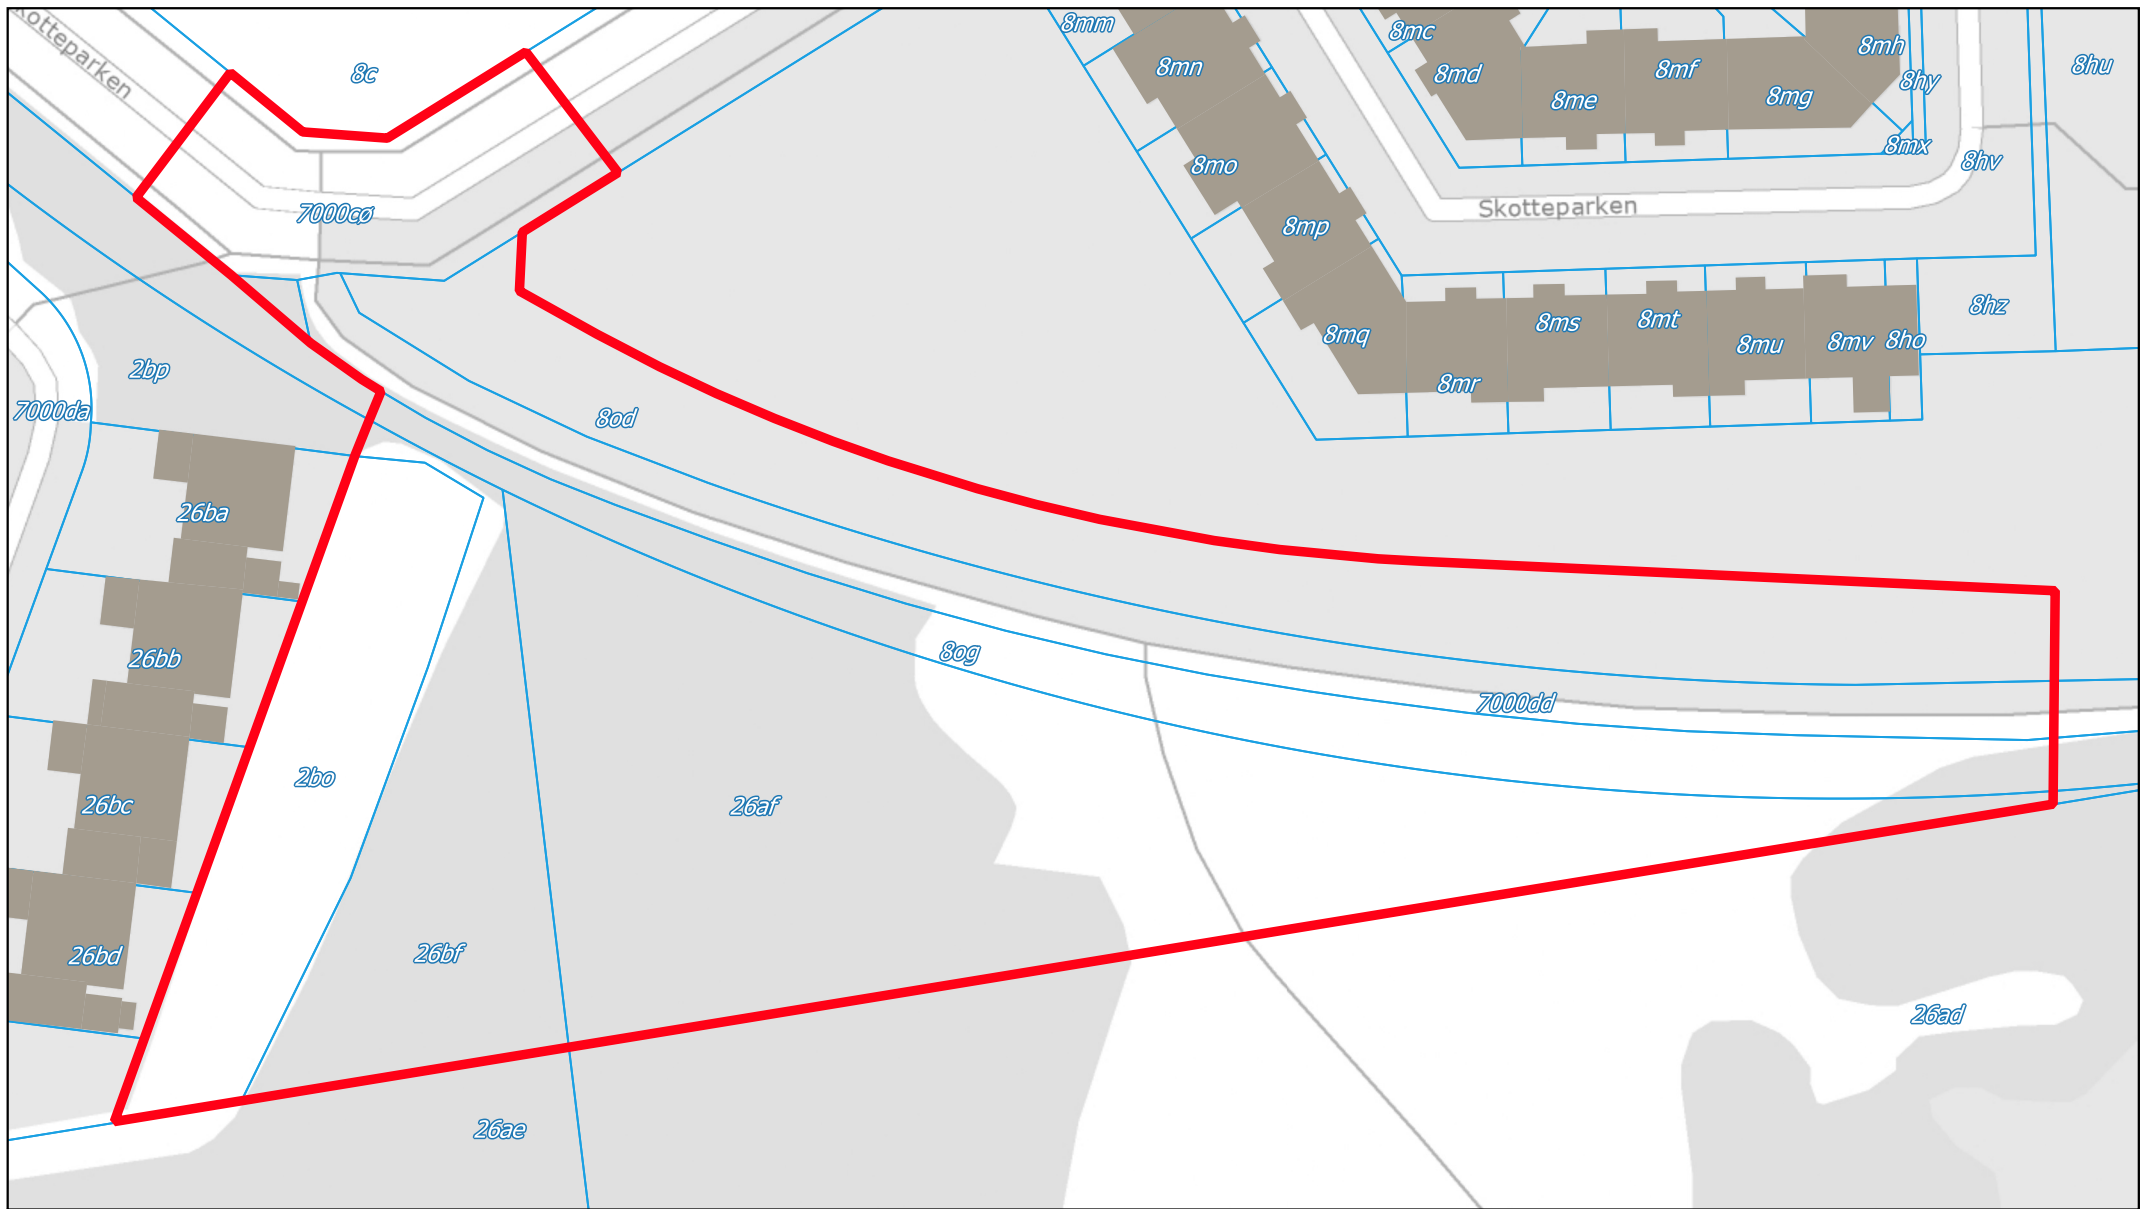 8mm
8mc
8c
8mn
8md
8mf
8mh
8hu
8hy
8mg
8me
kotteparken
8mx
8mo
8hv
Skotteparken
7000cø
8mp
8hz
8ms
8mt
8mq
8mu
8mv
8ho
2bp
8mr
7000da
8od
26ba
26bb
8og
7000dd
2bo
26bc
26af
26bf
26bd
26ad
26ae